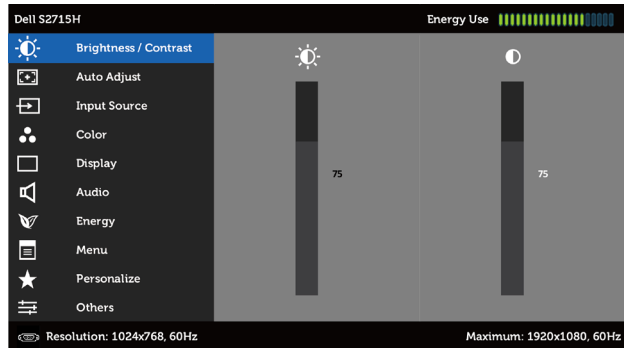 Dell S2715H
Energy Use
Brightness / Contrast
Auto Adjust
Input Source
Color
Display
Audio
Energy
Menu
Personalize
Others
75
75
Resolution: 1024x768, 60Hz
Maximum: 1920x1080, 60Hz